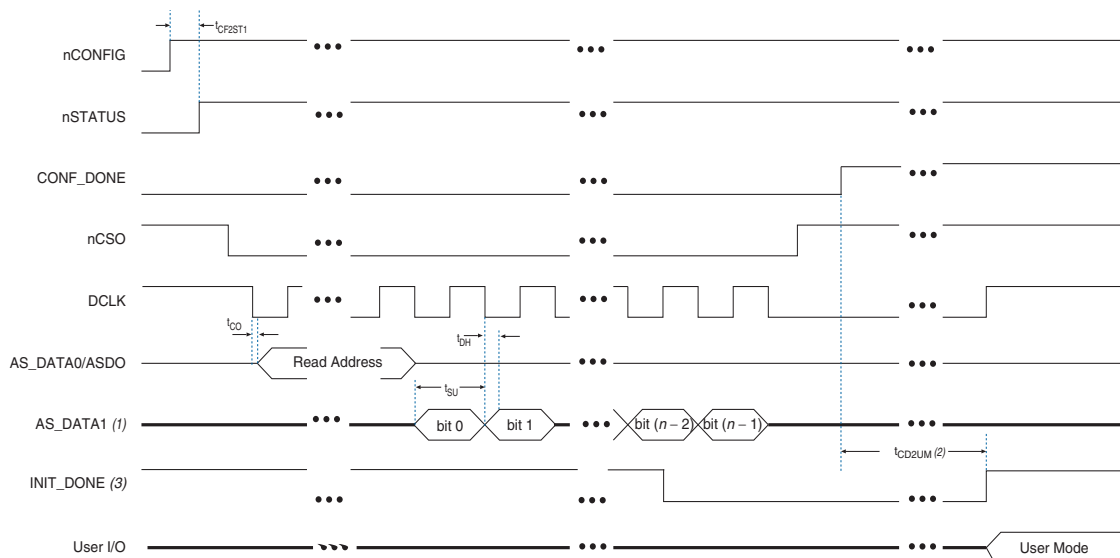 tCF2ST1
nCONFIG
nSTATUS
CONF_DONE
nCSO
DCLK
tCO
tDH
AS_DATA0/ASDO
Read Address
tSU
AS_DATA1 (1)
bit 0
bit 1
bit (n − 2)
bit (n − 1)
tCD2UM (2)
INIT_DONE (3)
User I/O
User Mode